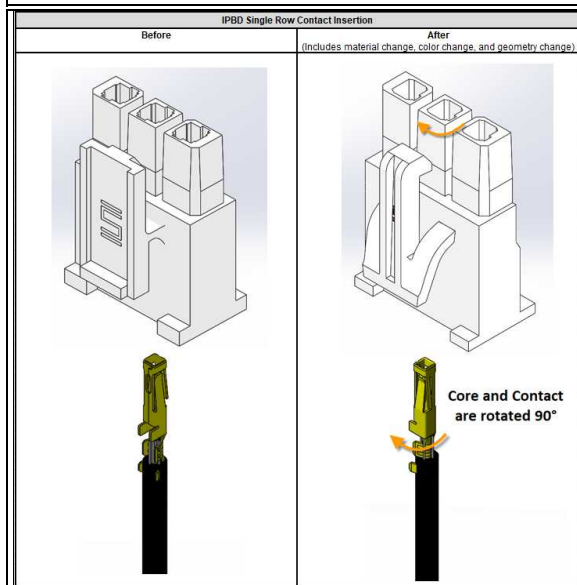 IPBD Single Row Contact Insertion
Before
After
(Includes material change, color change, and geometry change)
Core and Contact
are rotated 90°